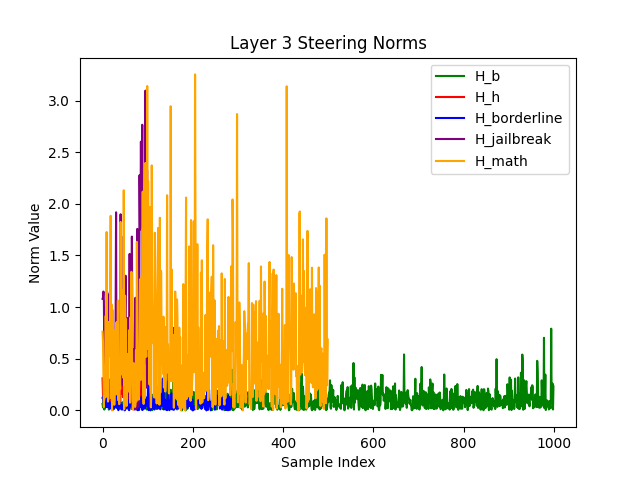 Layer 3 Steering Norms
Norm Value
3.0
2.5
2.0
1.5
1.0
0.5
0.0
H_b
H_h
H_borderline
H_jailbreak
H_math
0
200
400
600
800
1000
Sample Index